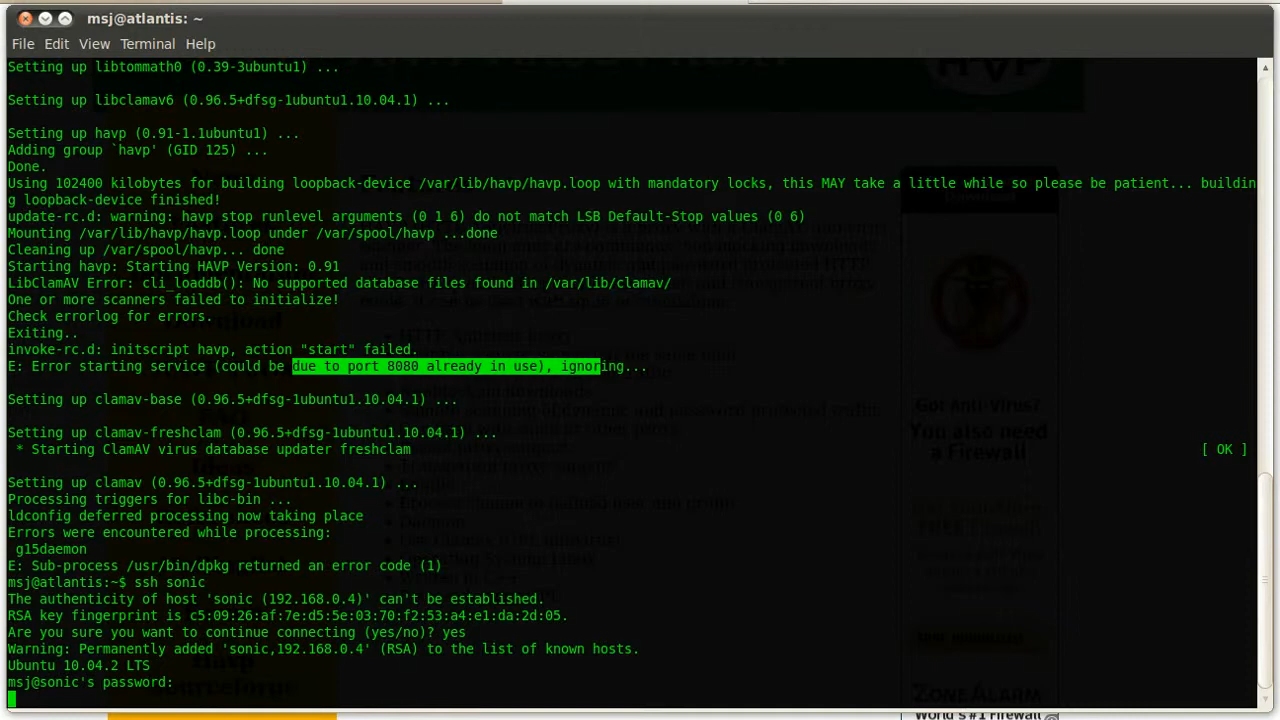 msj@atlantis: ~
File Edit View Terminal Help
Setting up libtommath0 (0.39-3ubuntu1) ...
Setting up libclamav6 (0.96.5+dfsg-1ubuntu1.10.04.1) ...
Setting up havp (0.91-1.1ubuntu1) ...
Adding group `havp' (GID 125) ...
Done.
Using 102400 kilobytes for building loopback-device /var/lib/havp/havp.loop with mandatory locks, this MAY take a little while so please be patient... buildin
g loopback-device finished!
update-rc.d: warning: havp stop runlevel arguments (0 1 6) do not match LSB Default-Stop values (0 6)
Mounting /var/lib/havp/havp.loop under /var/spool/havp ...done
Cleaning up /var/spool/havp... done
Starting havp: Starting HAVP Version: 0.91
LibClamAV Error: cli_loaddb(): No supported database files found in /var/lib/clamav/
One or more scanners failed to initialize!
Check errorlog for errors.
Exiting..
invoke-rc.d: initscript havp, action "start" failed.
E: Error starting service (could be due to port 8080 already in use), ignoring...
Setting up clamav-base (0.96.5+dfsg-1ubuntu1.10.04.1) ...
Setting up clamav-freshclam (0.96.5+dfsg-1ubuntu1.10.04.1) ...
* Starting ClamAV virus database updater freshclam [ OK ]
Setting up clamav (0.96.5+dfsg-1ubuntu1.10.04.1) ...
Processing triggers for libc-bin ...
ldconfig deferred processing now taking place
Errors were encountered while processing:
g15daemon
E: Sub-process /usr/bin/dpkg returned an error code (1)
msj@atlantis:~$ ssh sonic
The authenticity of host 'sonic (192.168.0.4)' can't be established.
RSA key fingerprint is c5:09:26:af:7e:d5:5e:03:70:f2:53:a4:e1:da:2d:05.
Are you sure you want to continue connecting (yes/no)? yes
Warning: Permanently added 'sonic,192.168.0.4' (RSA) to the list of known hosts.
Ubuntu 10.04.2 LTS
msj@sonic's password:
Got Anti-Virus?
You also need
a Firewall
ZONEALARM
World's #1 Firewall